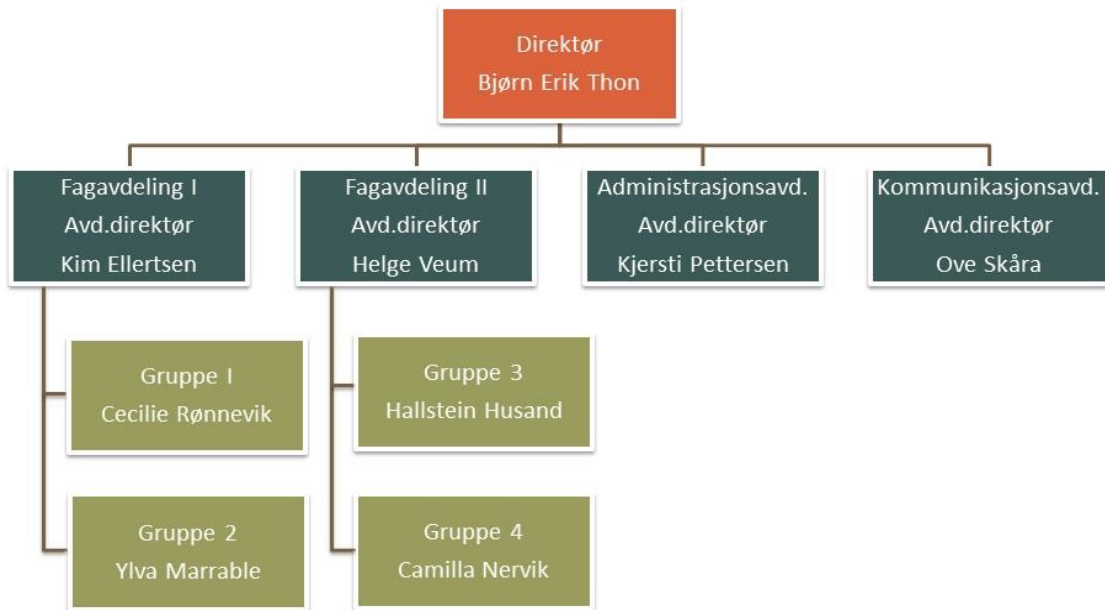 Direktør
Bjørn Erik Thon
Fagavdeling I
Avd.direktør
Kim Ellertsen
Fagavdeling II
Avd.direktør
Helge Veum
Administrasjonsavd.
Avd.direktør
Kjersti Pettersen
Kommunikasjonsavd.
Avd.direktør
Ove Skåra
Gruppe I
Cecilie Rønnevik
Gruppe 3
Hallstein Husand
Gruppe 2
Ylva Marrable
Gruppe 4
Camilla Nervik